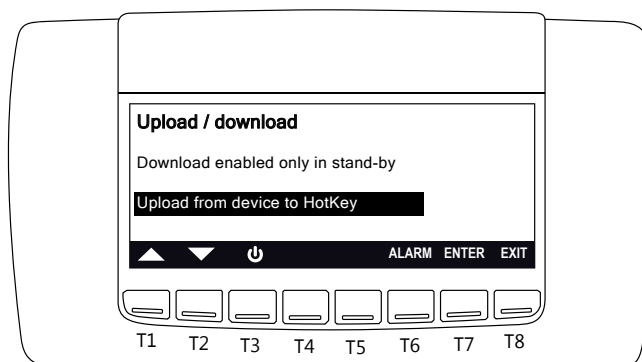 Upload / download
Download enabled only in stand-by
Upload from device to HotKey
ALARM ENTER EXIT
T1 T2 T3 T4 T5 T6 T7 T8